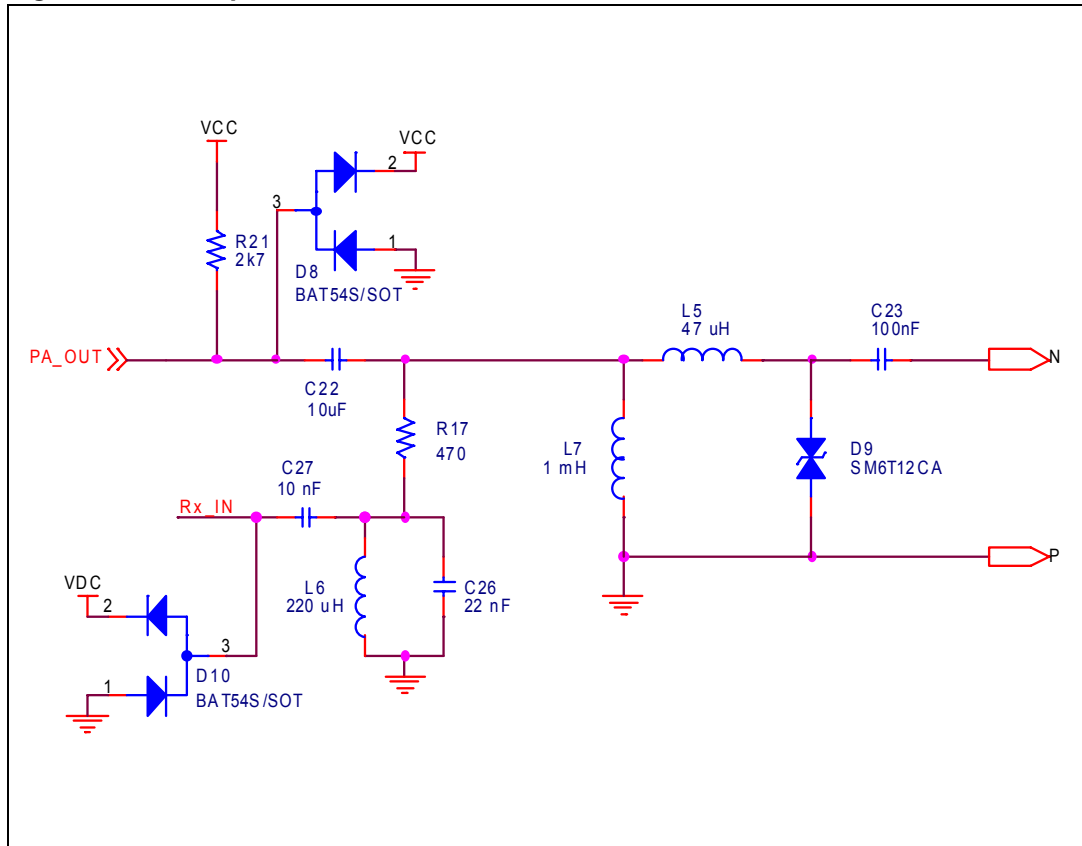 VCC
VCC
2
3
R21
2k7
1
D8
BAT54S/SOT
L5
47 uH
C23
100nF
PA_OUT
N
C22
10uF
R17
470
L7
1 mH
D9
SM6T12CA
C27
10 nF
Rx_IN
P
VDC
2
L6
220 uH
C26
22 nF
3
D10
1
BAT54S/SOT